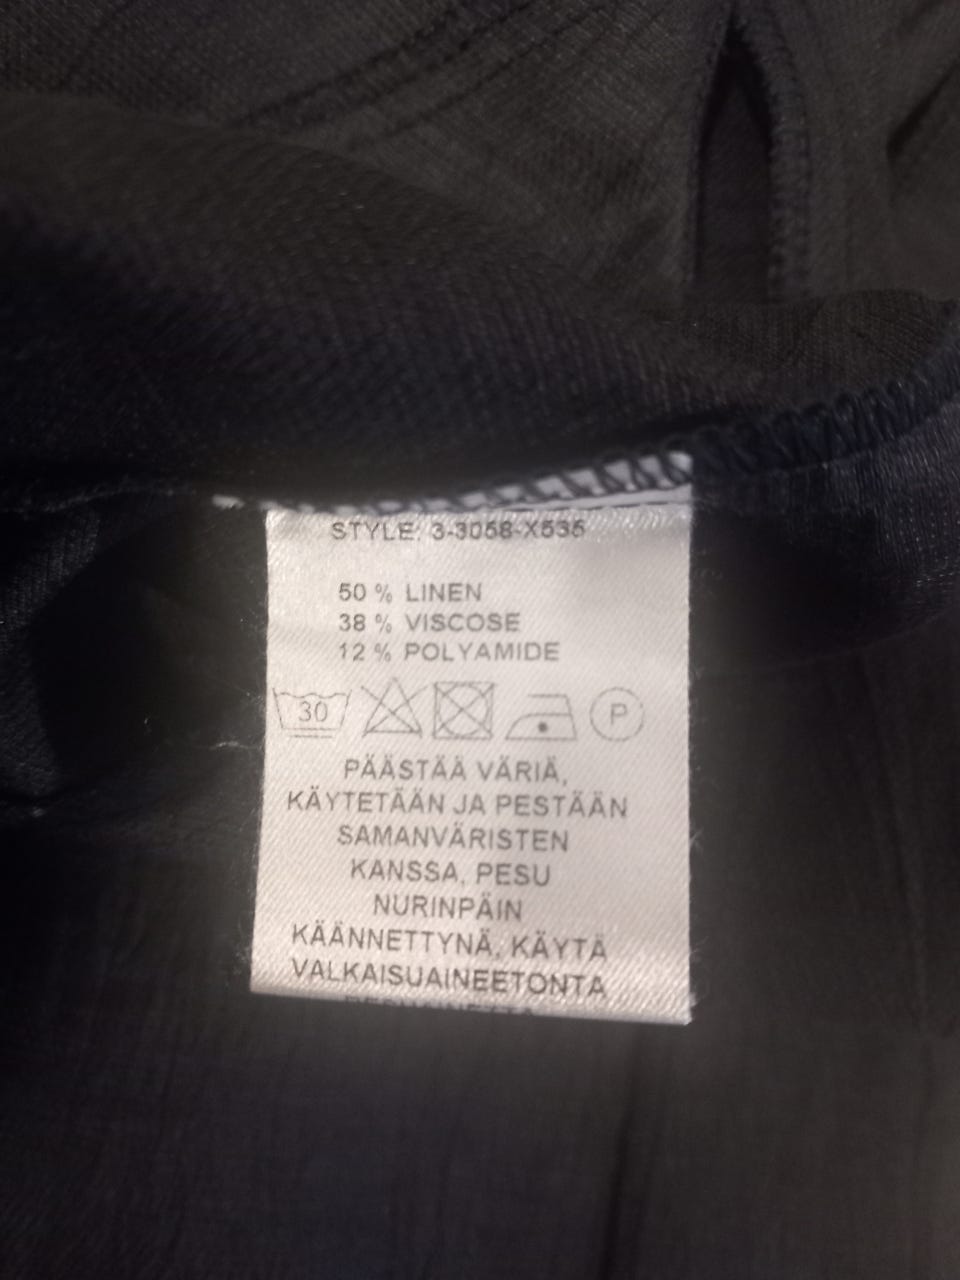 STYLE: 3-3058-X535
50 % LINEN
38 % VISCOSE
12 % POLYAMIDE
30 P
PÄÄSTÄÄ VÄRIÄ,
KÄYTETÄÄN JA PESTÄÄN
SAMANVÄRISTEN
KANSSA, PESU
NURINPÄIN
KÄÄNNETTYNÄ, KÄYTÄ
VALKAISUAINEETONTA